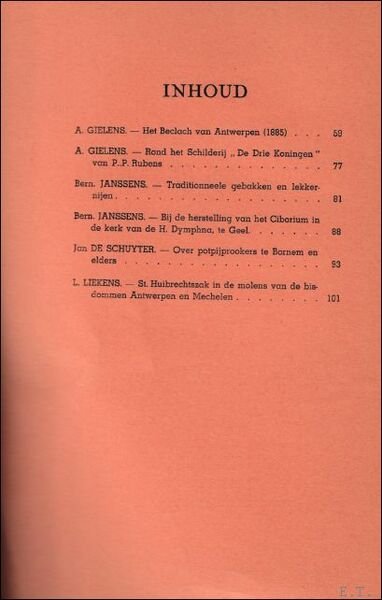 INHOUD
A. GIELENS. — Het Beclach van Antwerpen (1885) . . . 59
A. GIELENS. — Rond het Schilderij „De Drie Koningen"
van P.-P. Rubens . . . . . . . . . . . . . 77
Bern. JANSSENS. — Traditionneele gebakken en lekker-
nijen . . . . . . . . . . . . . . . . . . 81
Bern. JANSSENS. — Bij de herstelling van het Ciborium in
de kerk van de H. Dymphna, te Geel. . . . . . . 88
Jan DE SCHUYTER. — Over potpijprookers te Bornem en
elders . . . . . . . . . . . . . . . . . 93
L. LIEKENS. — St. Huibrechtszak in de molens van de bis-
dommen Antwerpen en Mechelen . . . . . . . . 101
E.T.